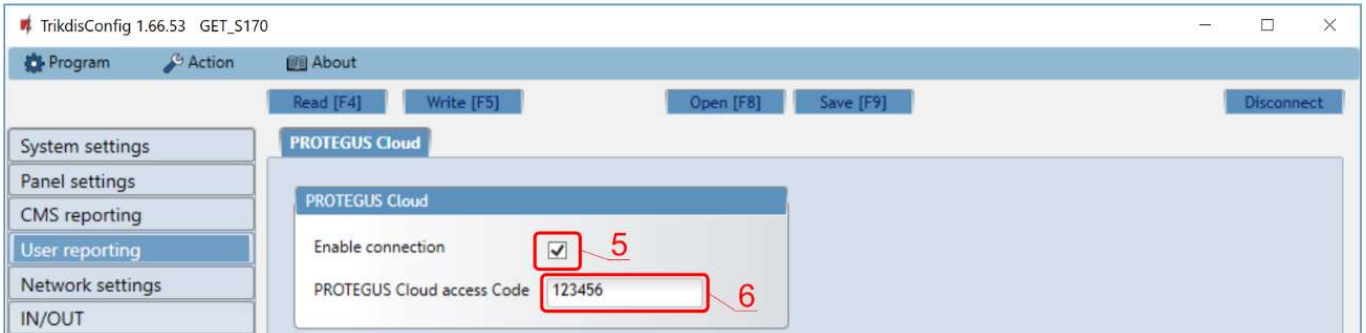 TrikdisConfig 1.66.53 GET_S170
Program Action About
Read [F4] Write [F5] Open [F8] Save [F9] Disconnect
System settings
Panel settings
CMS reporting
User reporting
Network settings
IN/OUT
PROTEGUS Cloud
PROTEGUS Cloud
Enable connection 5
PROTEGUS Cloud access Code 123456 6